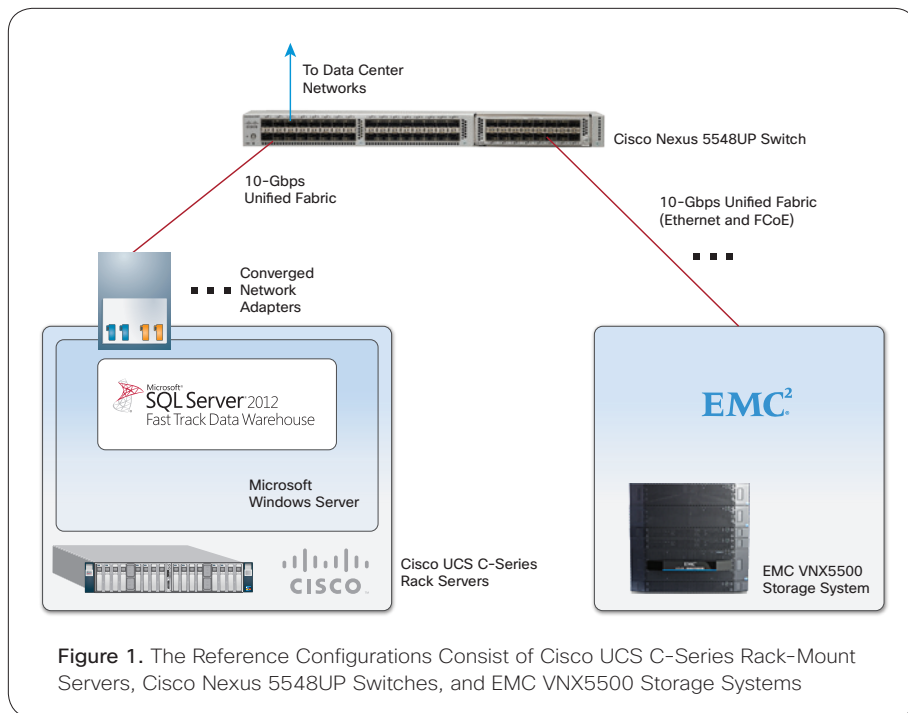 To Data Center
Networks
Cisco Nexus 5548UP Switch
10-Gbps
Unified Fabric
10-Gbps Unified Fabric
(Ethernet and FCoE)
Converged
Network
Adapters
Microsoft®
SQL Server® 2012
Fast Track Data Warehouse
EMC²®
Microsoft
Windows Server
CISCO™
Cisco UCS C-Series
Rack Servers
EMC²
EMC VNX5500
Storage System
Figure 1. The Reference Configurations Consist of Cisco UCS C-Series Rack-Mount
Servers, Cisco Nexus 5548UP Switches, and EMC VNX5500 Storage Systems